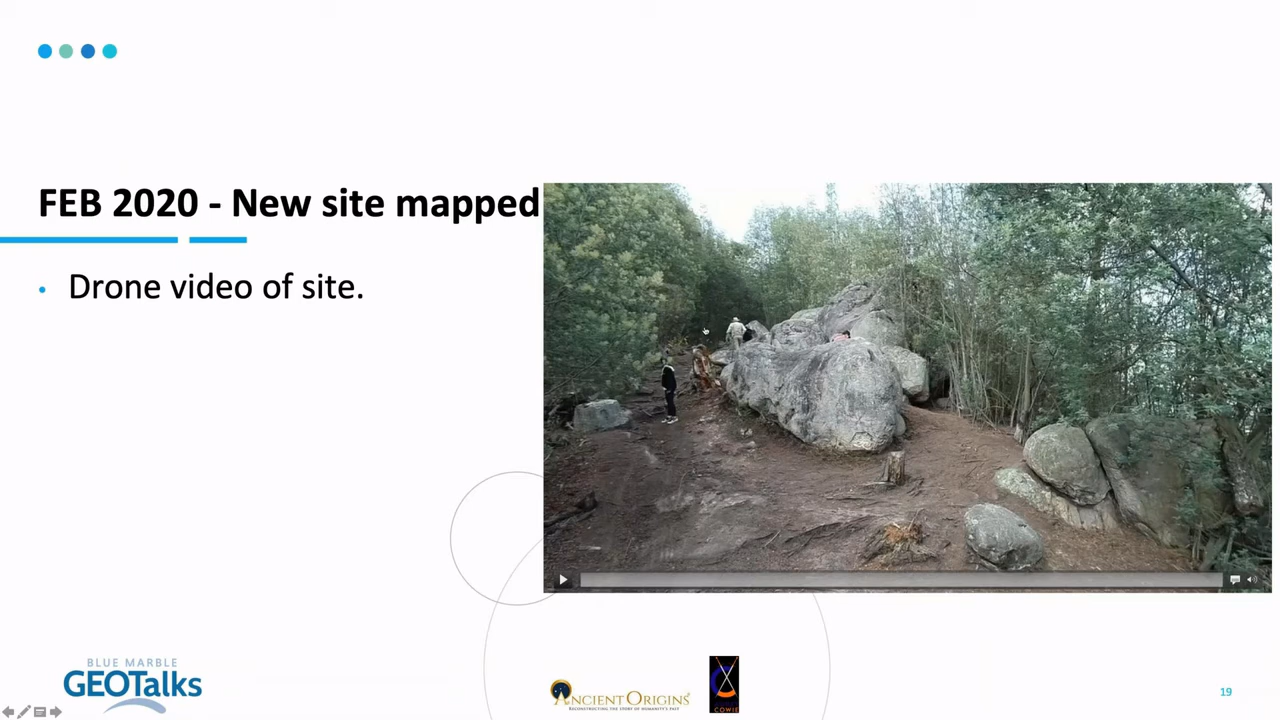 FEB 2020 - New site mapped
• Drone video of site.
BLUE MARBLE
GEOTalks
ANCIENT ORIGINS
RECONSTRUCTING THE STORY OF HUMANITY'S PAST
COWIE
19